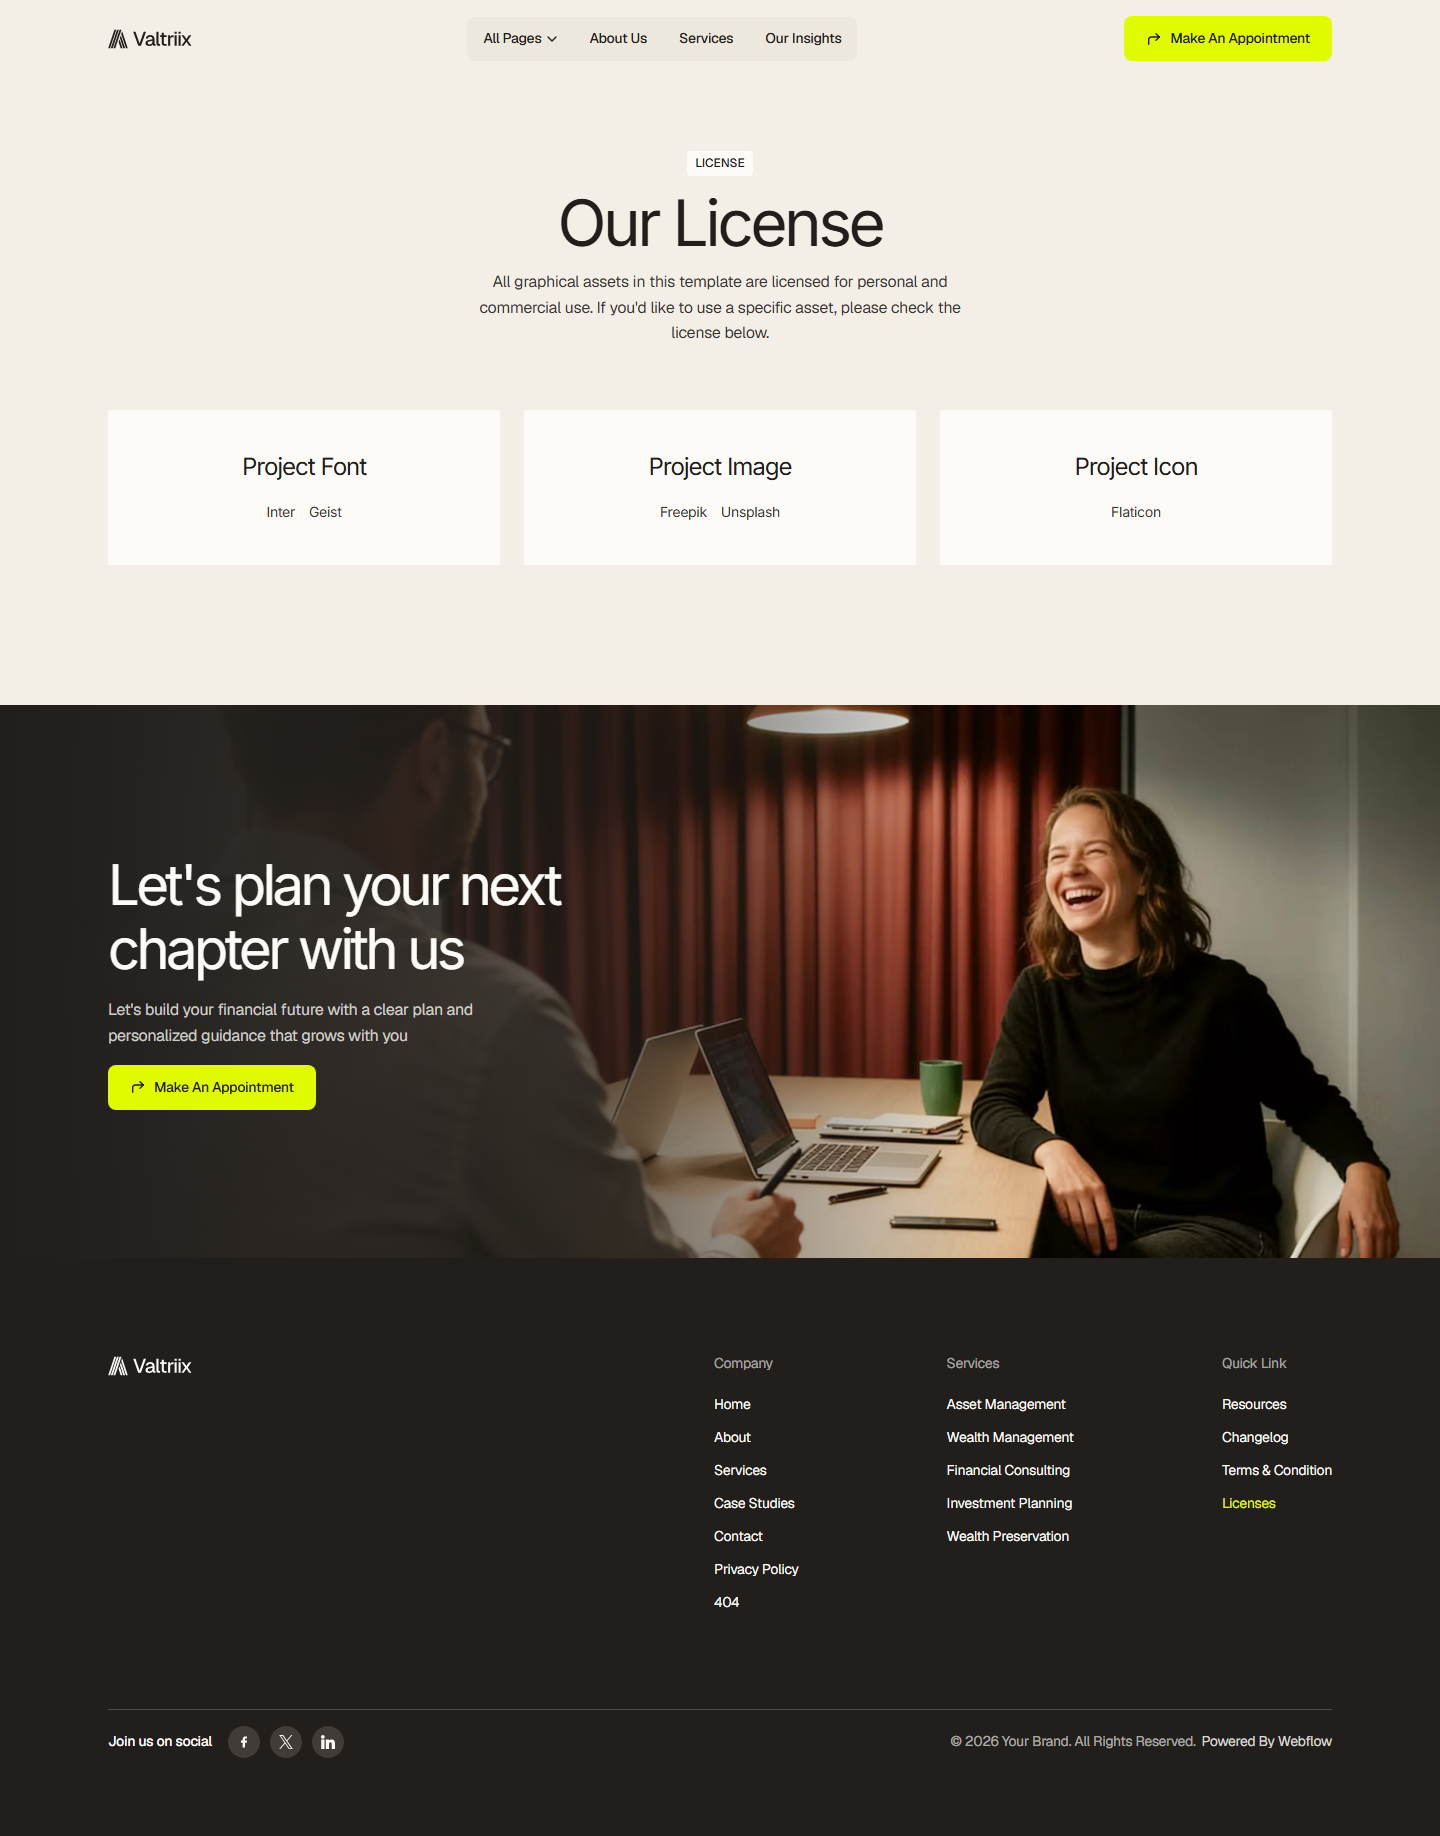 Valtriix
All Pages
About Us
Services
Our Insights
Make An Appointment
LICENSE
Our License
All graphical assets in this template are licensed for personal and
commercial use. If you'd like to use a specific asset, please check the
license below.
Project Font
Inter Geist
Project Image
Freepik Unsplash
Project Icon
Flaticon
Let's plan your next
chapter with us
Let's build your financial future with a clear plan and
personalized guidance that grows with you
Make An Appointment
Valtriix
Company
Home
About
Services
Case Studies
Contact
Privacy Policy
404
Services
Asset Management
Wealth Management
Financial Consulting
Investment Planning
Wealth Preservation
Quick Link
Resources
Changelog
Terms & Condition
Licenses
Join us on social
© 2026 Your Brand. All Rights Reserved. Powered By Webflow